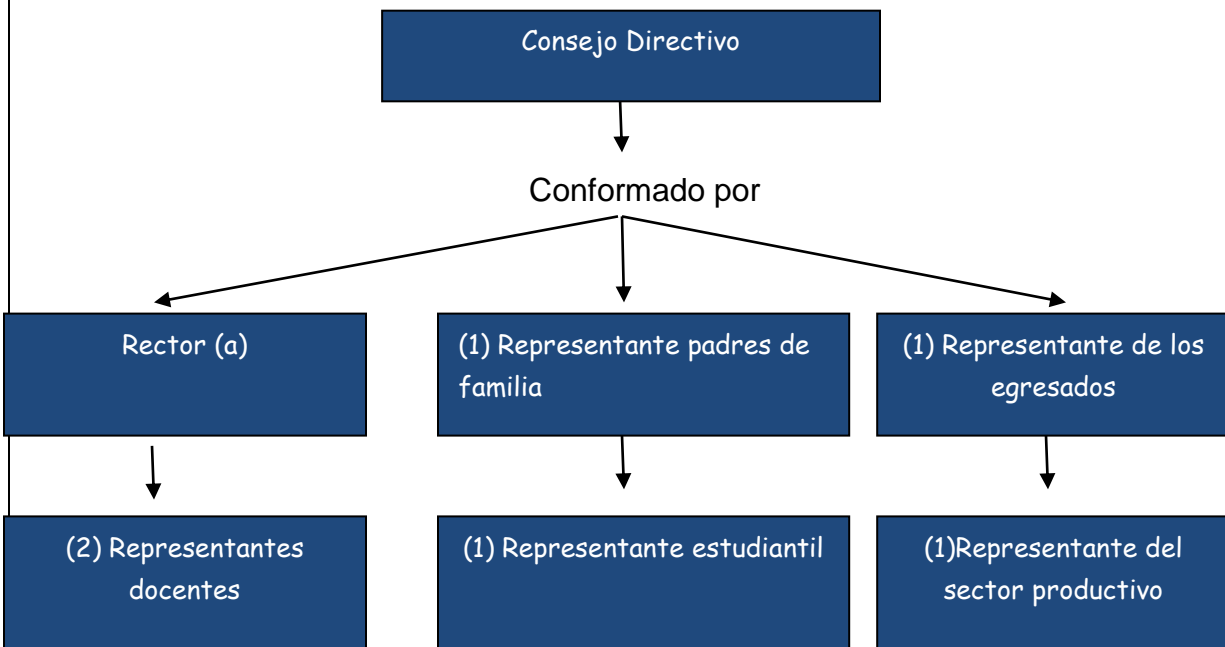 Consejo Directivo
Conformado por
Rector (a)
(1) Representante padres de
familia
(1) Representante de los
egresados
(2) Representantes
docentes
(1) Representante estudiantil
(1)Representante del
sector productivo